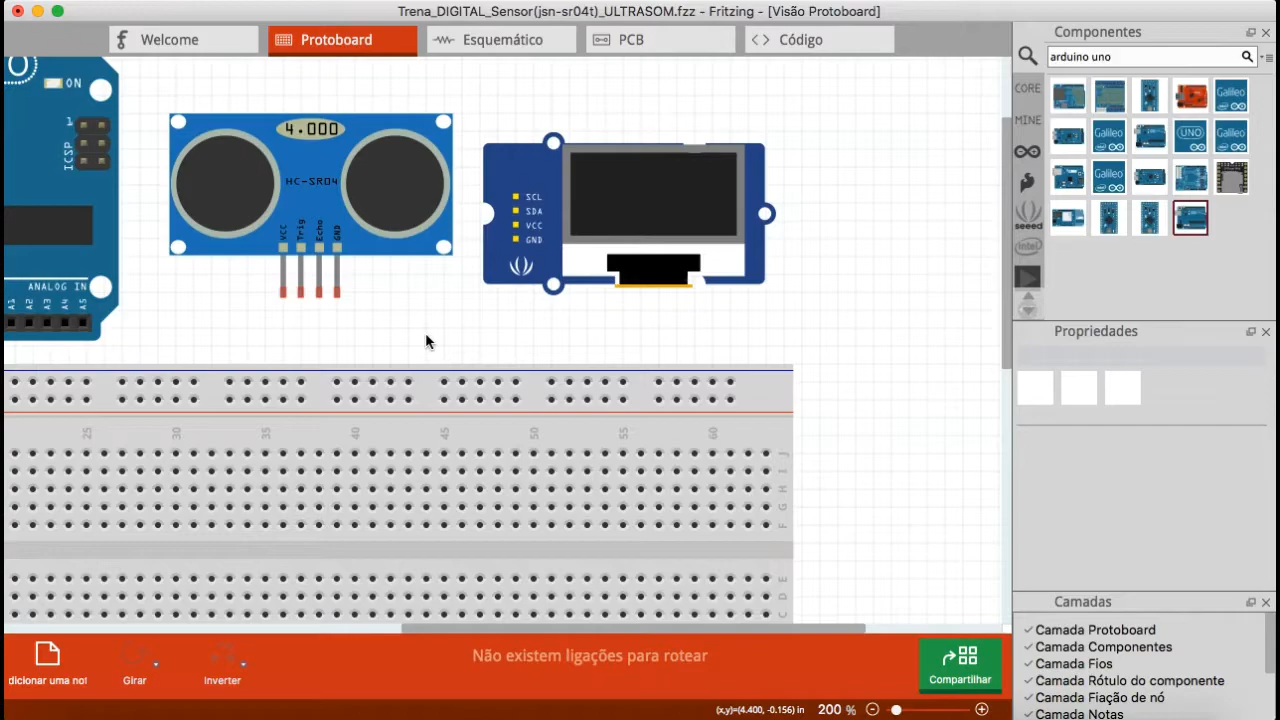 Trena_DIGITAL_Sensor(jsn-sr04t)_ULTRASOM.fzz - Fritzing - [Visão Protoboard]
Welcome
Protoboard
Esquemático
PCB
Código
Componentes
arduino uno
CORE
MINE
seeed
intel
Galileo
Galileo
UNO
Galileo
Galileo
O
ON
1
ICSP
ANALOG IN
A1
A2
A3
A4
A5
4.000
HC-SR04
VCC
Trig
Echo
GND
SCL
SDA
VCC
GND
25
30
35
40
45
50
55
60
J
I
H
G
F
E
D
C
Propriedades
Camadas
Camada Protoboard
Camada Componentes
Camada Fios
Camada Rótulo do componente
Camada Fiação de nó
Camada Notas
dicionar uma not
Girar
Inverter
Não existem ligações para rotear
Compartilhar
(x,y)=(4.400, -0.156) in
200 %